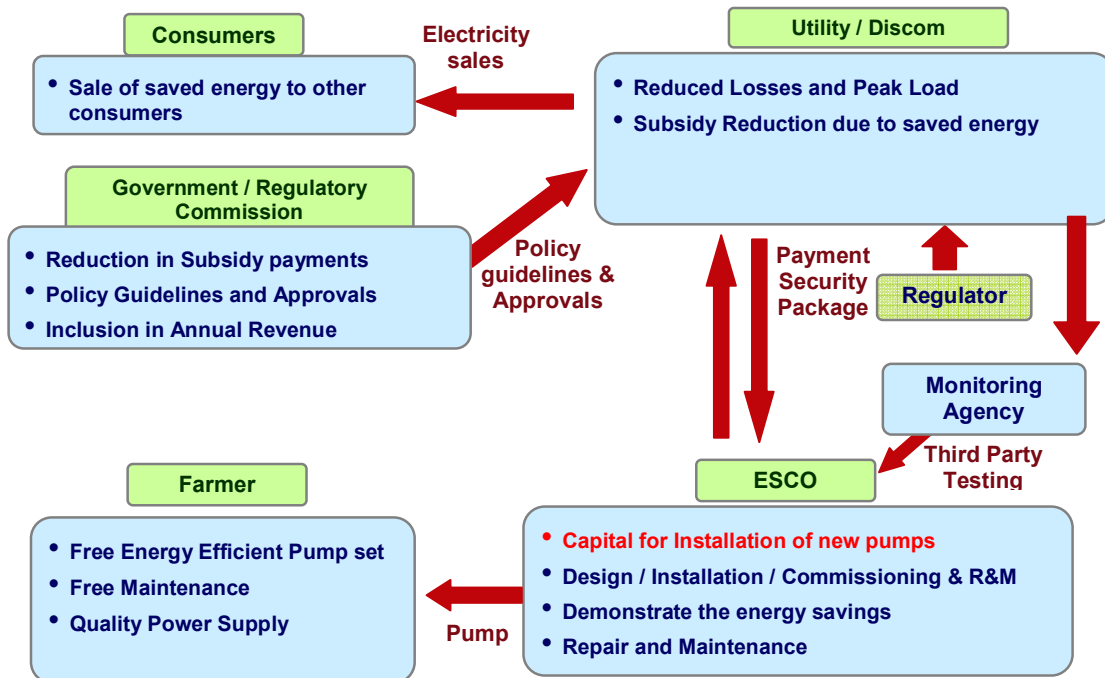 Consumers
• Sale of saved energy to other
consumers
Electricity
sales
Utility / Discom
• Reduced Losses and Peak Load
• Subsidy Reduction due to saved energy
Government / Regulatory
Commission
• Reduction in Subsidy payments
• Policy Guidelines and Approvals
• Inclusion in Annual Revenue
Policy
guidelines &
Approvals
Payment
Security
Package
Regulator
Monitoring
Agency
Third Party
Testing
Farmer
• Free Energy Efficient Pump set
• Free Maintenance
• Quality Power Supply
Pump
ESCO
• Capital for Installation of new pumps
• Design / Installation / Commissioning & R&M
• Demonstrate the energy savings
• Repair and Maintenance